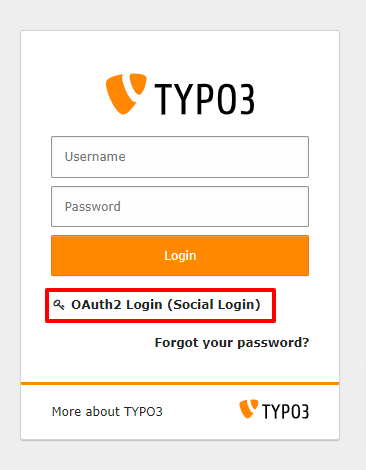 TYPO3
Username
Password
Login
OAuth2 Login (Social Login)
Forgot your password?
More about TYPO3
TYPO3